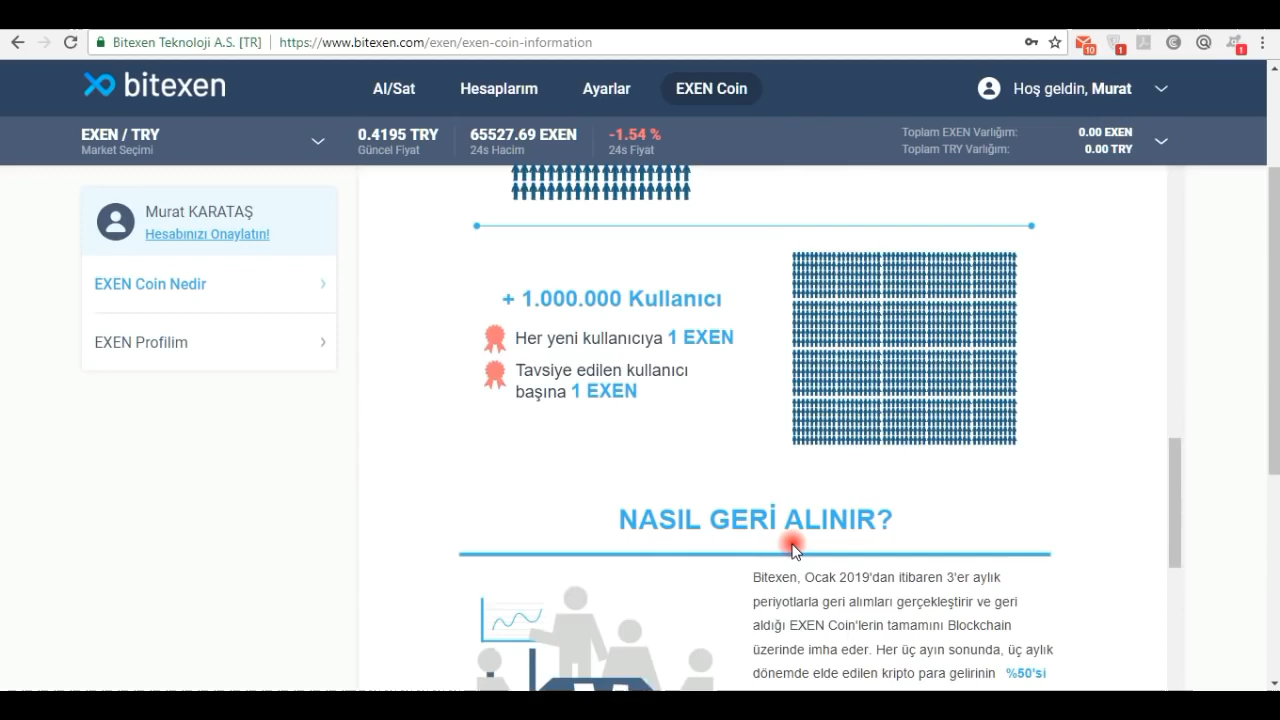 Bitexen Teknoloji A.S. [TR] https://www.bitexen.com/exen/exen-coin-information
10
1
1
bitexen Al/Sat Hesaplarım Ayarlar EXEN Coin Hoş geldin, Murat
EXEN / TRY 0.4195 TRY 65527.69 EXEN -1.54 % Toplam EXEN Varlığım: 0.00 EXEN
Market Seçimi Güncel Fiyat 24s Hacim 24s Fiyat Toplam TRY Varlığım: 0.00 TRY
Murat KARATAŞ
Hesabınızı Onaylatın!
EXEN Coin Nedir
EXEN Profilim
+ 1.000.000 Kullanıcı
Her yeni kullanıcıya 1 EXEN
Tavsiye edilen kullanıcı
başına 1 EXEN
NASIL GERİ ALINIR?
Bitexen, Ocak 2019'dan itibaren 3'er aylık
periyotlarla geri alımları gerçekleştirir ve geri
aldığı EXEN Coin'lerin tamamını Blockchain
üzerinde imha eder. Her üç ayın sonunda, üç aylık
dönemde elde edilen kripto para gelirinin %50'si